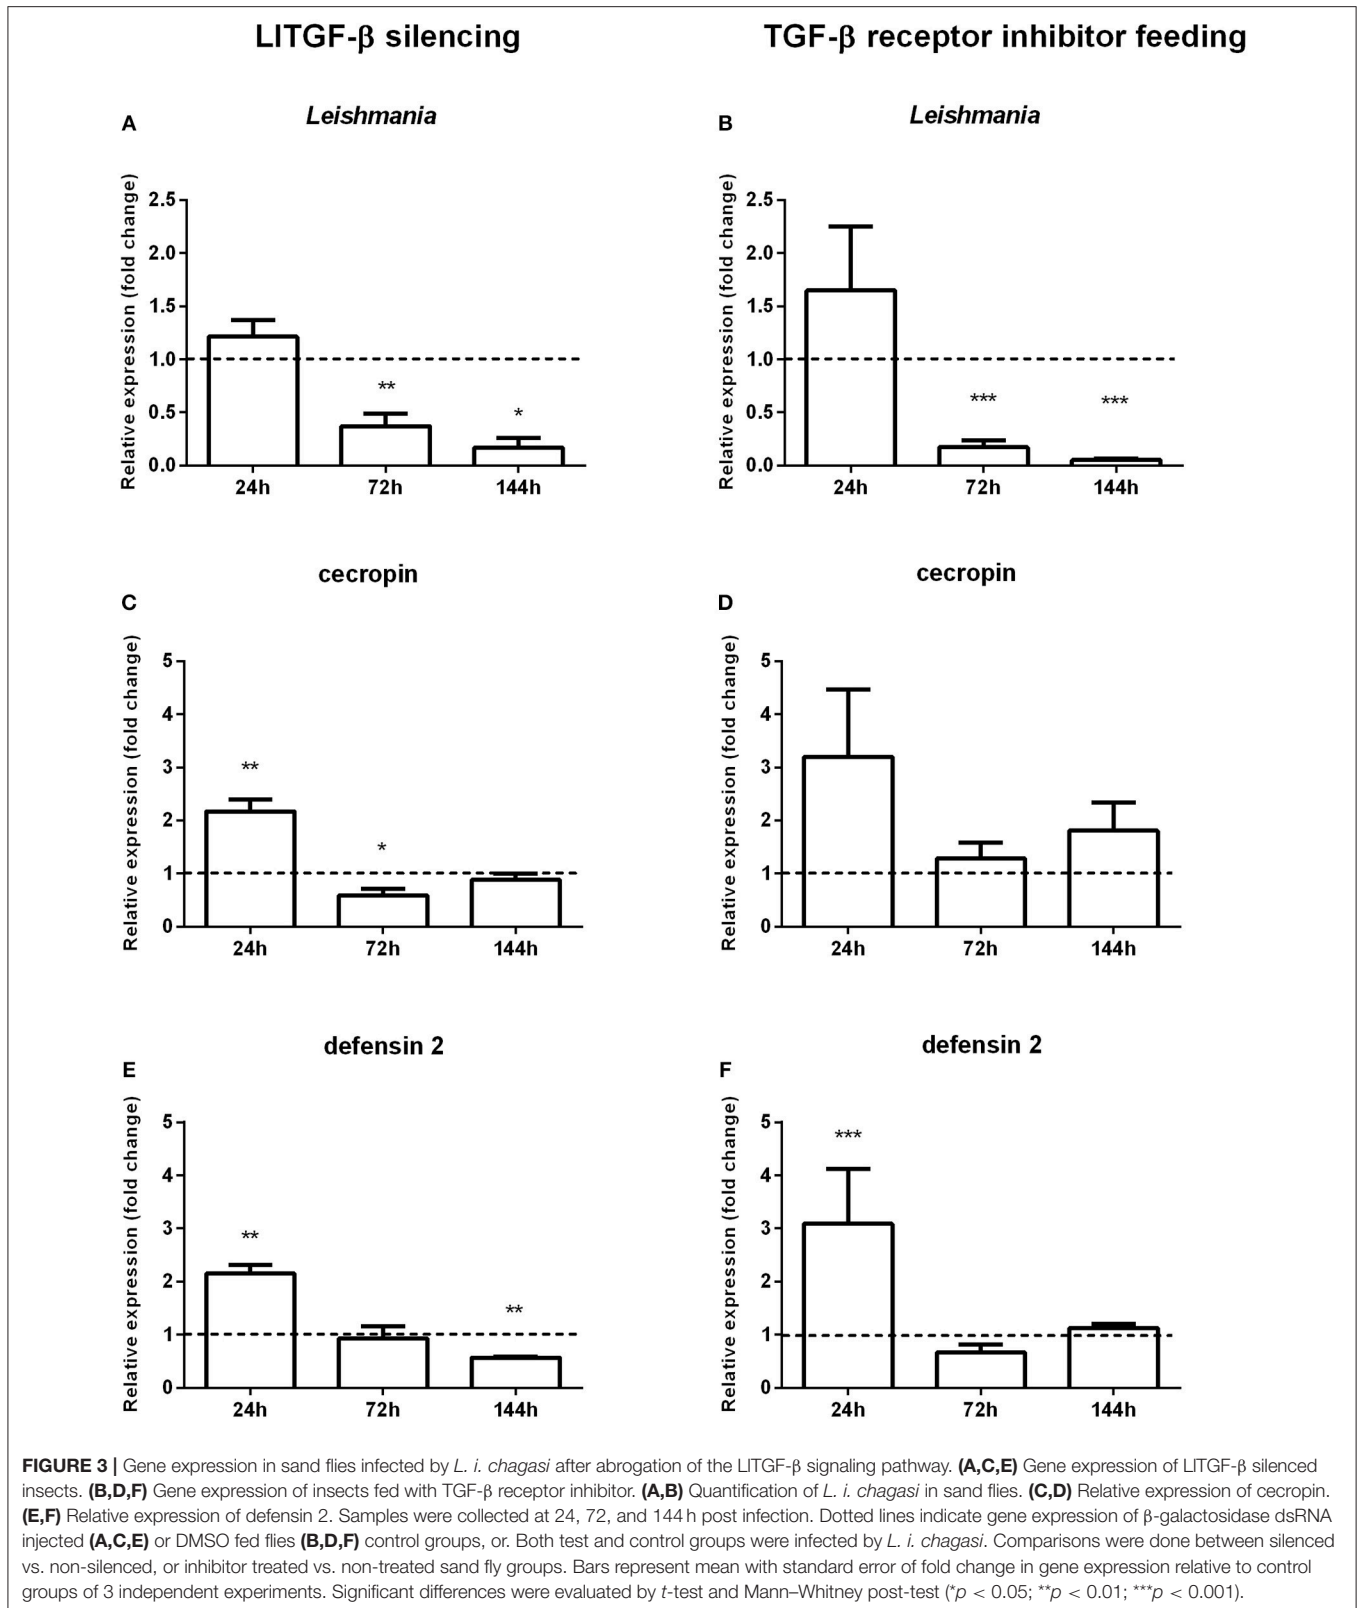 LITGF-β silencing
TGF-β receptor inhibitor feeding
A
Leishmania
Relative expression (fold change)
2.5
2.0
1.5
1.0
0.5
0.0
**
*
24h 72h 144h
B
Leishmania
Relative expression (fold change)
2.5
2.0
1.5
1.0
0.5
0.0
***
***
24h 72h 144h
C
cecropin
Relative expression (fold change)
5
4
3
2
1
0
**
*
24h 72h 144h
D
cecropin
Relative expression (fold change)
5
4
3
2
1
0
24h 72h 144h
E
defensin 2
Relative expression (fold change)
5
4
3
2
1
0
**
**
24h 72h 144h
F
defensin 2
Relative expression (fold change)
5
4
3
2
1
0
***
24h 72h 144h
FIGURE 3 | Gene expression in sand flies infected by L. i. chagasi after abrogation of the LITGF-β signaling pathway. (A,C,E) Gene expression of LITGF-β silenced
insects. (B,D,F) Gene expression of insects fed with TGF-β receptor inhibitor. (A,B) Quantification of L. i. chagasi in sand flies. (C,D) Relative expression of cecropin.
(E,F) Relative expression of defensin 2. Samples were collected at 24, 72, and 144 h post infection. Dotted lines indicate gene expression of β-galactosidase dsRNA
injected (A,C,E) or DMSO fed flies (B,D,F) control groups, or. Both test and control groups were infected by L. i. chagasi. Comparisons were done between silenced
vs. non-silenced, or inhibitor treated vs. non-treated sand fly groups. Bars represent mean with standard error of fold change in gene expression relative to control
groups of 3 independent experiments. Significant differences were evaluated by t-test and Mann–Whitney post-test (*p < 0.05; **p < 0.01; ***p < 0.001).